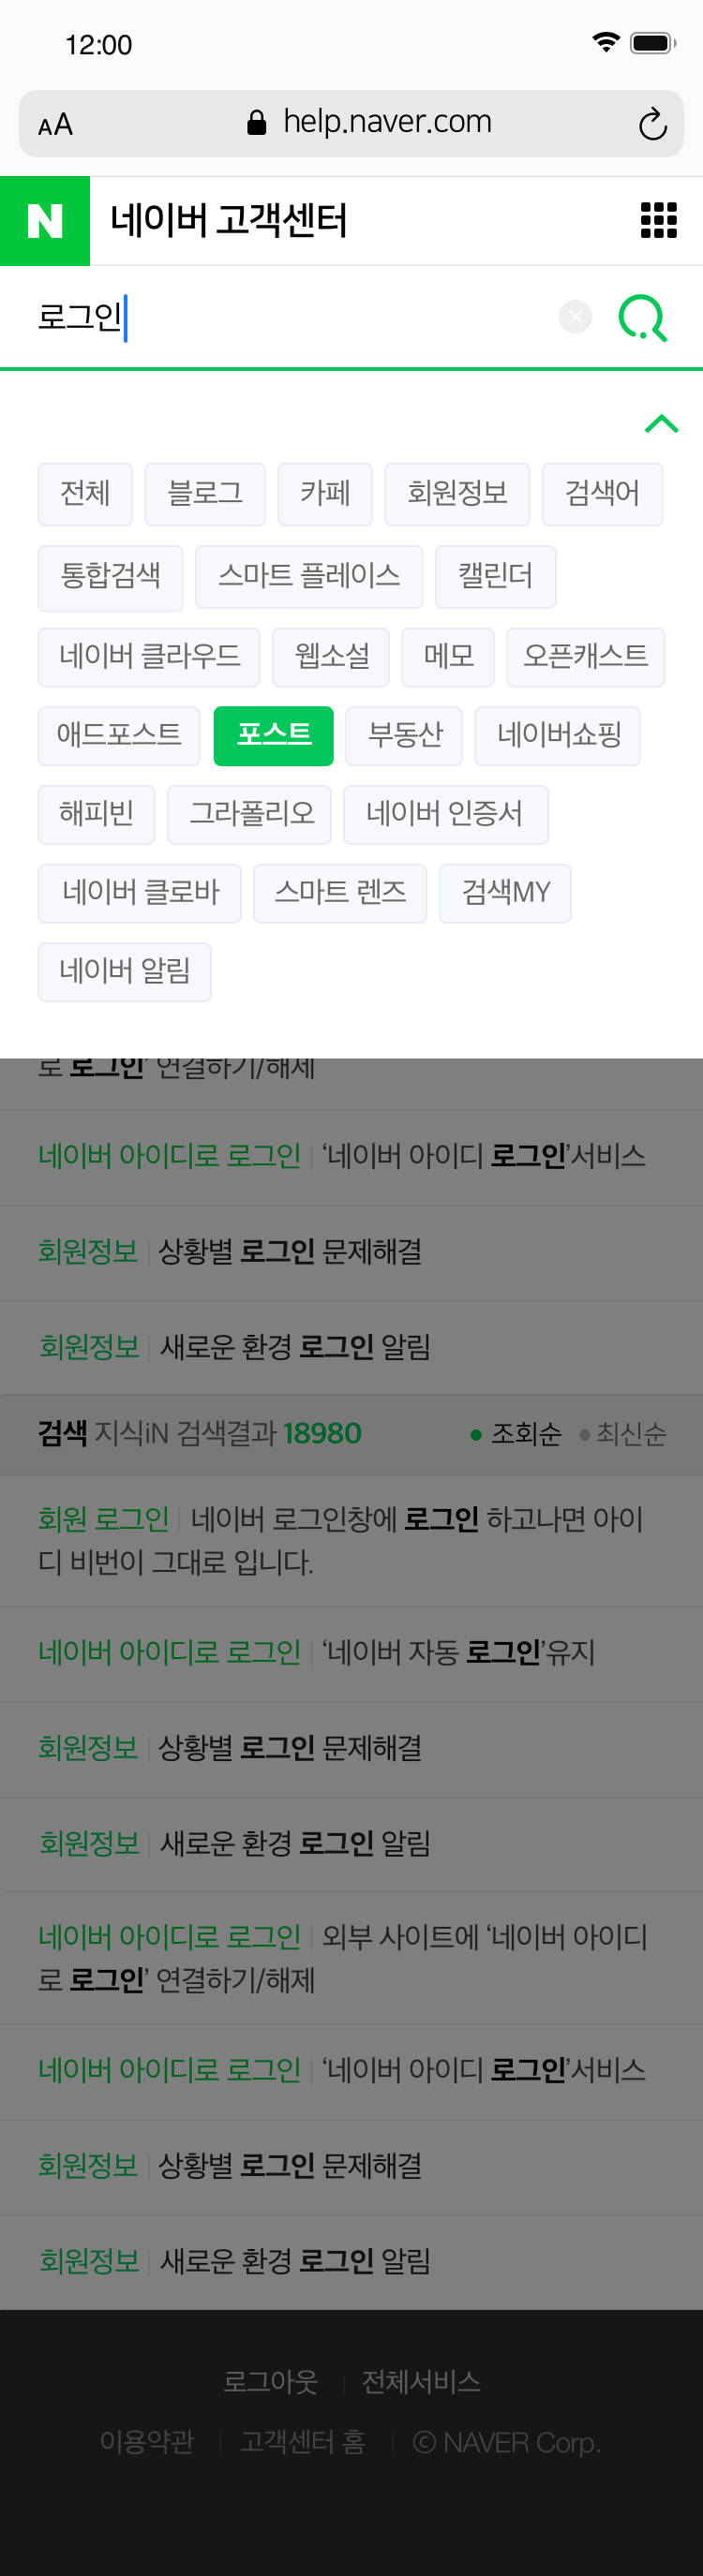 12:00
AA help.naver.com
N 네이버 고객센터
로그인
전체 블로그 카페 회원정보 검색어
통합검색 스마트 플레이스 캘린더
네이버 클라우드 웹소설 메모 오픈캐스트
애드포스트 포스트 부동산 네이버쇼핑
해피빈 그라폴리오 네이버 인증서
네이버 클로바 스마트 렌즈 검색MY
네이버 알림
로 로그인’ 연결하기/해제
네이버 아이디로 로그인 ‘네이버 아이디 로그인’서비스
회원정보 상황별 로그인 문제해결
회원정보 새로운 환경 로그인 알림
검색 지식iN 검색결과 18980 조회순 최신순
회원 로그인 네이버 로그인창에 로그인 하고나면 아이
디 비번이 그대로 입니다.
네이버 아이디로 로그인 ‘네이버 자동 로그인’유지
회원정보 상황별 로그인 문제해결
회원정보 새로운 환경 로그인 알림
네이버 아이디로 로그인 외부 사이트에 ‘네이버 아이디
로 로그인’ 연결하기/해제
네이버 아이디로 로그인 ‘네이버 아이디 로그인’서비스
회원정보 상황별 로그인 문제해결
회원정보 새로운 환경 로그인 알림
로그아웃 전체서비스
이용약관 고객센터 홈 ⓒ NAVER Corp.